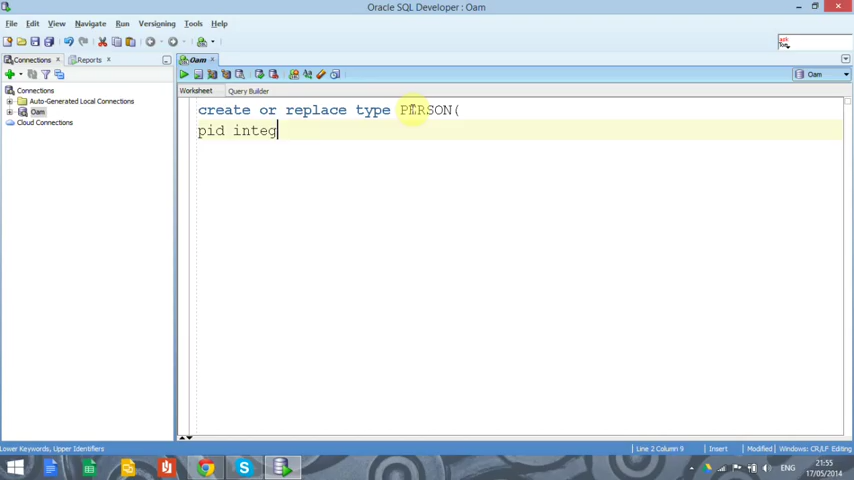 Oracle SQL Developer : Oam
File Edit View Navigate Run Versioning Tools Help
Connections Reports Oam
Oam
Worksheet Query Builder
Connections
Auto-Generated Local Connections
Oam
Cloud Connections
create or replace type PERSON(
pid integ
Lower Keywords, Upper Identifiers Line 2 Column 9 Insert Modified Windows: CR/LF Editing
ENG 21:55
17/05/2014